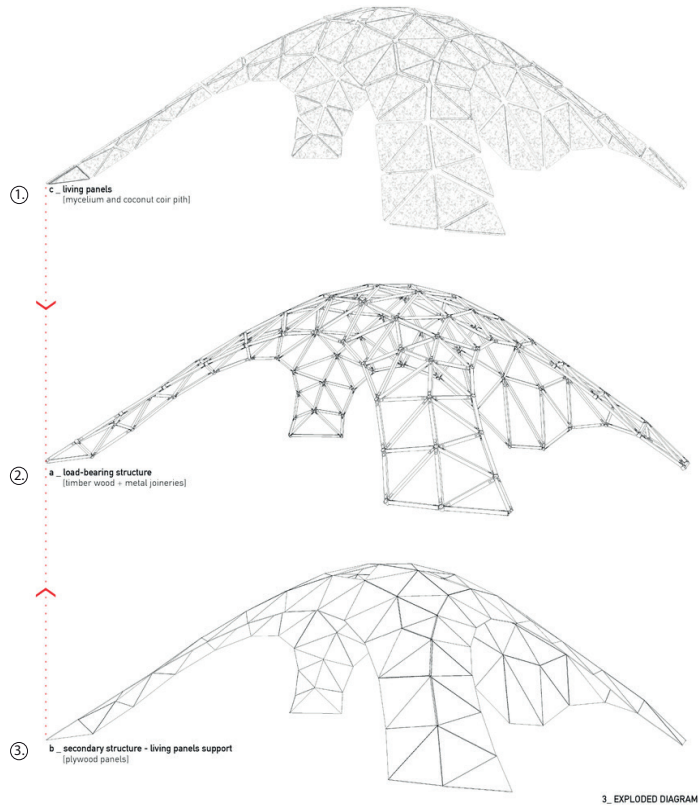 1.
c _ living panels
[mycelium and coconut coir pith]
2.
a _ load-bearing structure
[timber wood + metal joineries]
3.
b _ secondary structure - living panels support
[plywood panels]
3_ EXPLODED DIAGRAM